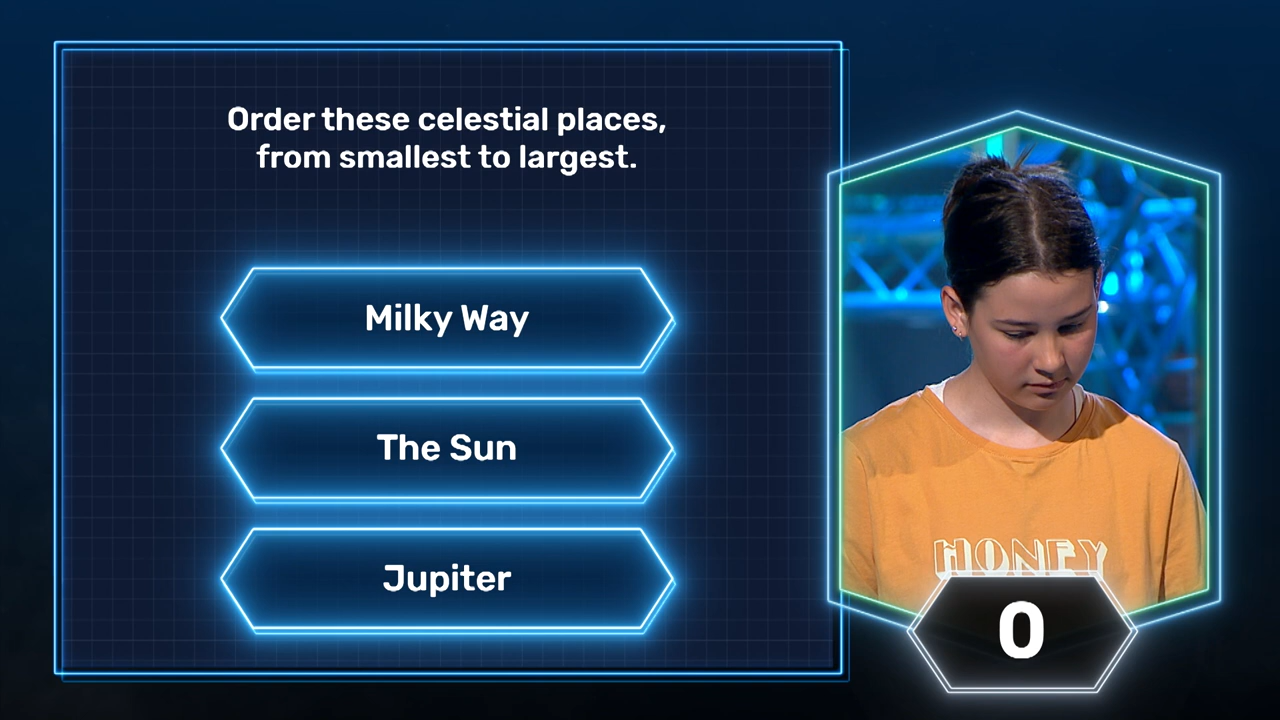 Order these celestial places,
from smallest to largest.
Milky Way
The Sun
Jupiter
HONEY
0